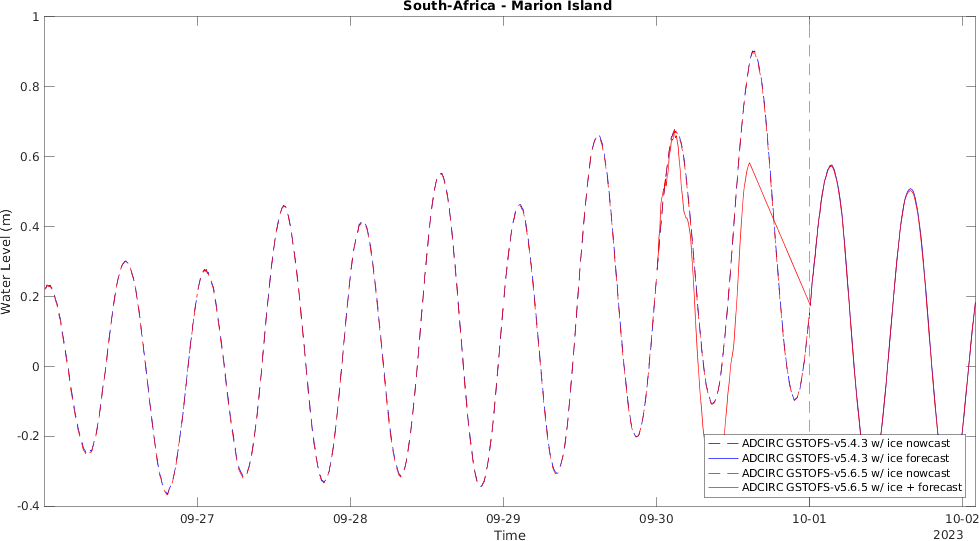 South-Africa - Marion Island
Water Level (m)
1
0.8
0.6
0.4
0.2
0
-0.2
-0.4
ADCIRC GSTOFS-v5.4.3 w/ ice nowcast
ADCIRC GSTOFS-v5.4.3 w/ ice forecast
ADCIRC GSTOFS-v5.6.5 w/ ice nowcast
ADCIRC GSTOFS-v5.6.5 w/ ice + forecast
09-27 09-28 09-29 09-30 10-01 10-02
Time
2023